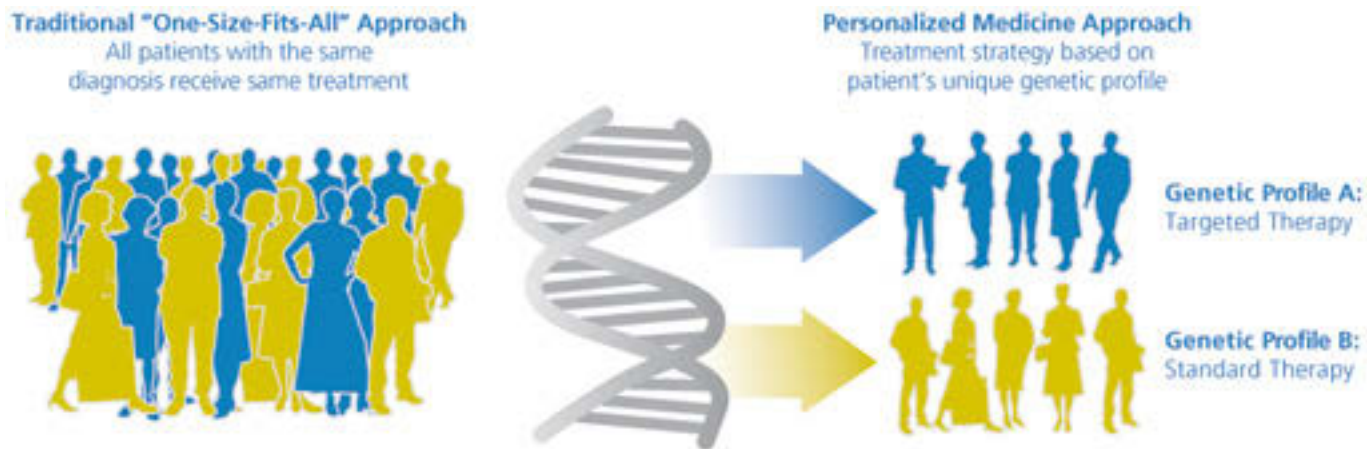 Traditional "One-Size-Fits-All" Approach
All patients with the same
diagnosis receive same treatment
Personalized Medicine Approach
Treatment strategy based on
patient's unique genetic profile
Genetic Profile A:
Targeted Therapy
Genetic Profile B:
Standard Therapy